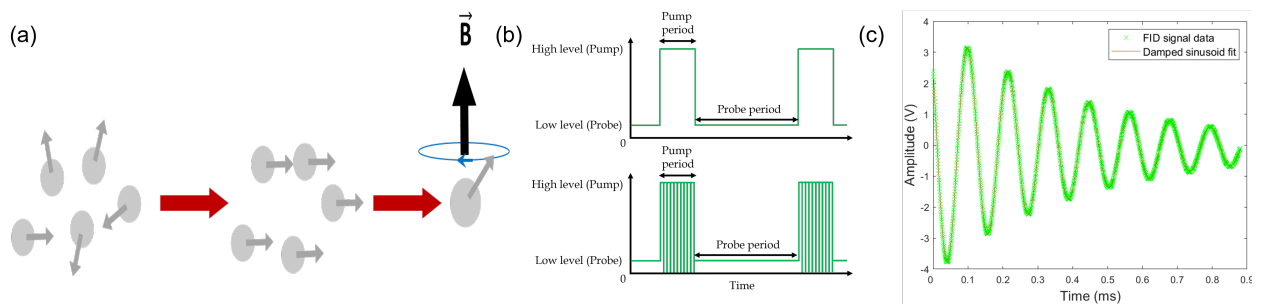 (a)
B
(b)
Pump
period
High level (Pump)
Probe period
Low level (Probe)
0
Pump
period
High level (Pump)
Probe period
Low level (Probe)
0
Time
(c)
FID signal data
Damped sinusoid fit
Amplitude (V)
4
3
2
1
0
-1
-2
-3
-4
0
0.1
0.2
0.3
0.4
0.5
0.6
0.7
0.8
0.9
Time (ms)